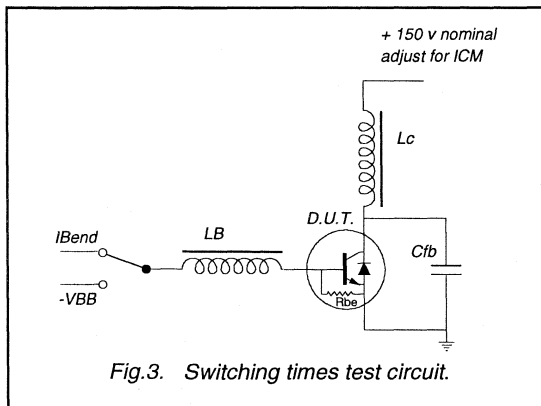 + 150 v nominal
adjust for ICM
Lc
D.U.T.
LB
IBend
Cfb
-VBB
Rbe
Fig.3. Switching times test circuit.